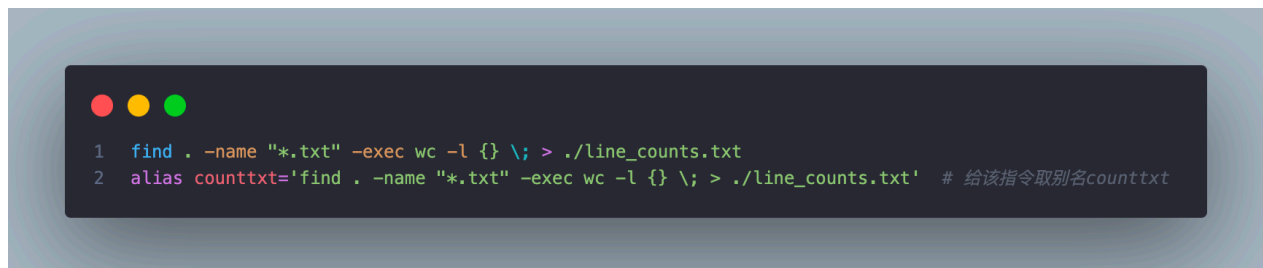 1 find . -name "*.txt" -exec wc -l {} \; > ./line_counts.txt
2 alias counttxt='find . -name "*.txt" -exec wc -l {} \; > ./line_counts.txt' # 给该指令取别名counttxt